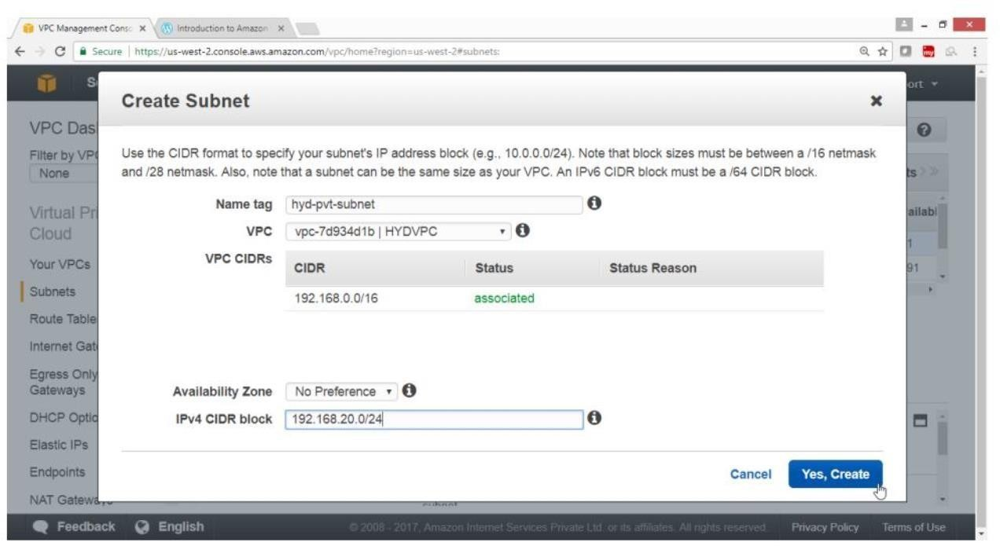 VPC Management Conso
Introduction to Amazon
Secure https://us-west-2.console.aws.amazon.com/vpc/home?region=us-west-2#subnets:
my
Create Subnet
VPC Das
Filter by VPC
None
Use the CIDR format to specify your subnet's IP address block (e.g., 10.0.0.0/24). Note that block sizes must be between a /16 netmask
and /28 netmask. Also, note that a subnet can be the same size as your VPC. An IPv6 CIDR block must be a /64 CIDR block.
Name tag hyd-pvt-subnet
Virtual Pri
Cloud
VPC vpc-7d934d1b | HYDVPC
VPC CIDRs
CIDR Status Status Reason
192.168.0.0/16 associated
Your VPCs
91
Subnets
Route Table
Internet Gat
Egress Only
Gateways
Availability Zone No Preference
IPv4 CIDR block 192.168.20.0/24
DHCP Optio
Elastic IPs
Endpoints
Cancel Yes, Create
NAT Gateways
Feedback English © 2008 - 2017, Amazon Internet Services Private Ltd. or its affiliates. All rights reserved. Privacy Policy Terms of Use